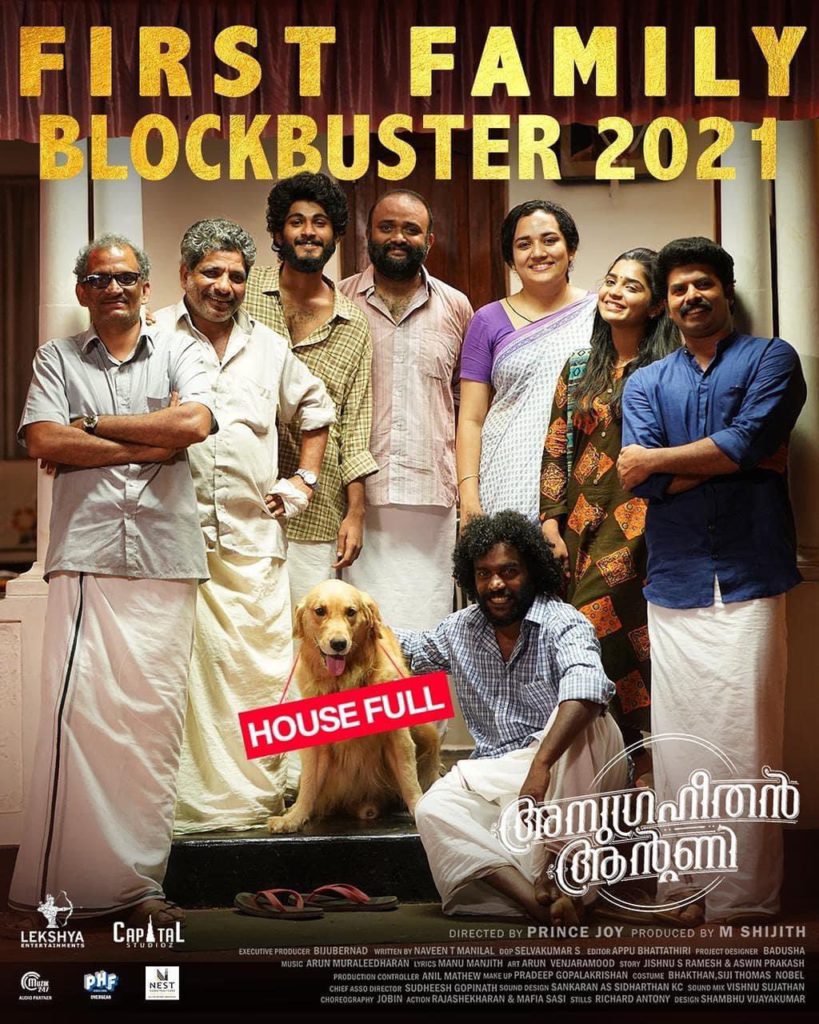 FIRST FAMILY
BLOCKBUSTER 2021
HOUSE FULL
അനുഗ്രഹീതൻ
ആന്റണി
DIRECTED BY PRINCE JOY PRODUCED BY M SHIJITH
EXECUTIVE PRODUCER BIJUBERNAD WRITTEN BY NAVEEN T MANILAL DOP SELVAKUMAR S EDITOR APPU BHATTATHIRI PROJECT DESIGNER BADUSHA
MUSIC ARUN MURALEEDHARAN LYRICS MANU MANJITH ART ARUN VENJARAMOOD STORY JISHNU S RAMESH & ASWIN PRAKASH
PRODUCTION CONTROLLER ANIL MATHEW MAKE UP PRADEEP GOPALAKRISHNAN COSTUME BHAKTHAN,SIJI THOMAS NOBEL
CHIEF ASSO DIRECTOR SUDHEESH GOPINATH SOUND DESIGN SANKARAN AS SIDHARTHAN KC SOUND MIX VISHNU SUJATHAN
CHOREOGRAPHY JOBIN ACTION RAJASHEKHARAN & MAFIA SASI STILLS RICHARD ANTONY DESIGN SHAMBHU VIJAYAKUMAR
LEKSHYA
ENTERTAINMENTS
CAPITAL
STUDIOZ
MUZIK
247
AUDIO PARTNER
PHF
OVERSEAS
N
NEST